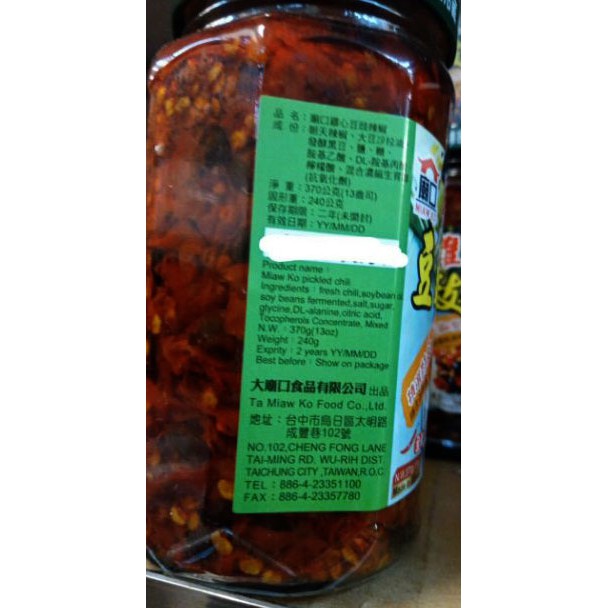 品 名：廟口鑽心豆豉辣椒
成 份：朝天辣椒、大豆沙拉油
發酵黑豆、鹽、糖、
胺基乙酸、DL-胺基丙酸
檸檬酸、混合濃縮生育醇
(抗氧化劑)
淨 重：370公克(13盎司)
固形量：240公克
保存期限：二年(未開封)
有效日期：YY/MM/DD
Product name：
Miaw Ko pickled chili
Ingredients：fresh chili,soybean
soy beans fermented,salt,sugar,
glycine,DL-alanine,citric acid,
Tocopherols Concentrate, Mixed
N.W.：370g(13oz)
Weight：240g
Exprity：2 years YY/MM/DD
Best before：Show on package
大廟口食品有限公司 出品
Ta Miaw Ko Food Co.,Ltd.
地址：台中市烏日區太明路
成豐巷102號
NO.102,CHENG FONG LANE
TAI-MING RD. WU-RIH DIST.
TAICHUNG CITY ,TAIWAN,R.O.C
TEL：886-4-23351100
FAX：886-4-23357780
廟口
豆